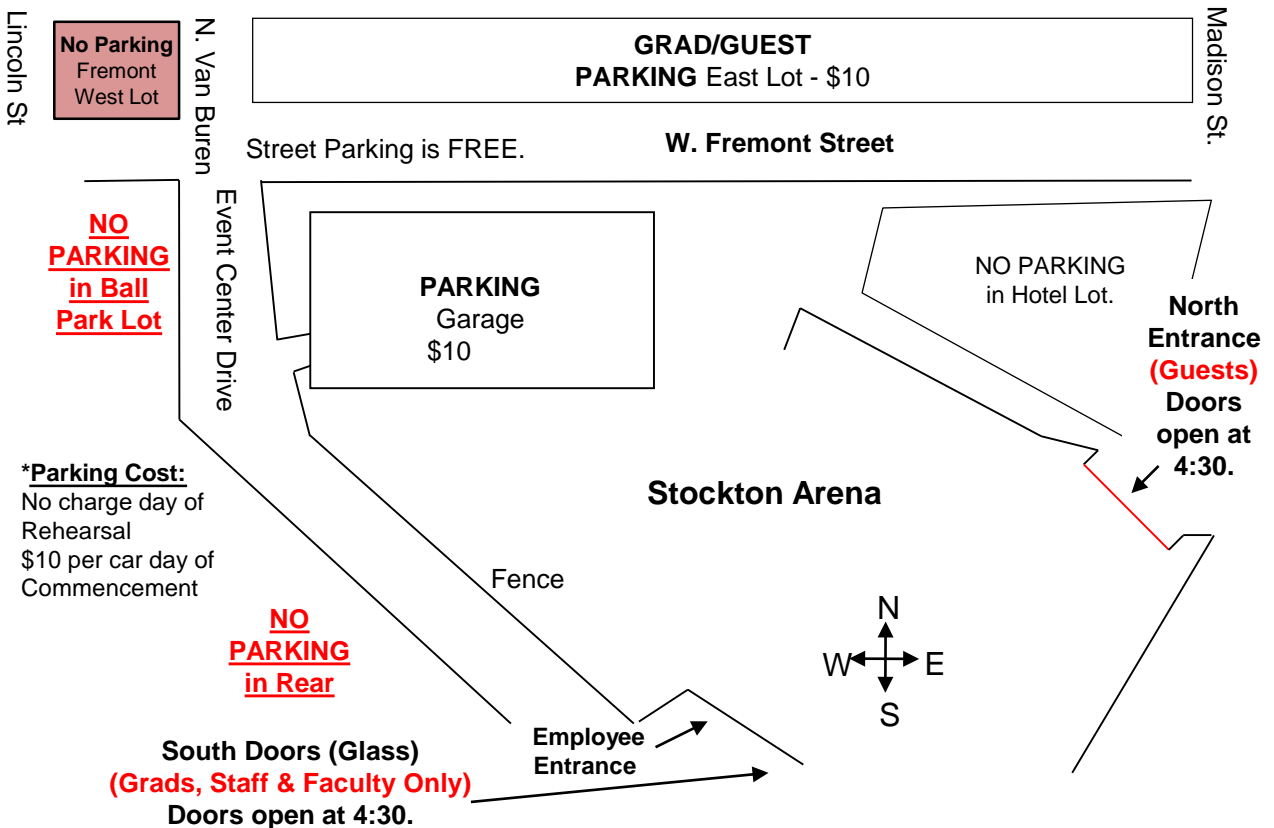 Lincoln St
No Parking
Fremont
West Lot
N. Van Buren
GRAD/GUEST
PARKING East Lot - $10
Madison St.
Street Parking is FREE.
W. Fremont Street
NO
PARKING
in Ball
Park Lot
Event Center Drive
PARKING
Garage
$10
NO PARKING
in Hotel Lot.
North
Entrance
(Guests)
Doors
open at
4:30.
*Parking Cost:
No charge day of
Rehearsal
$10 per car day of
Commencement
Stockton Arena
Fence
NO
PARKING
in Rear
N
W E
S
Employee
Entrance
South Doors (Glass)
(Grads, Staff & Faculty Only)
Doors open at 4:30.